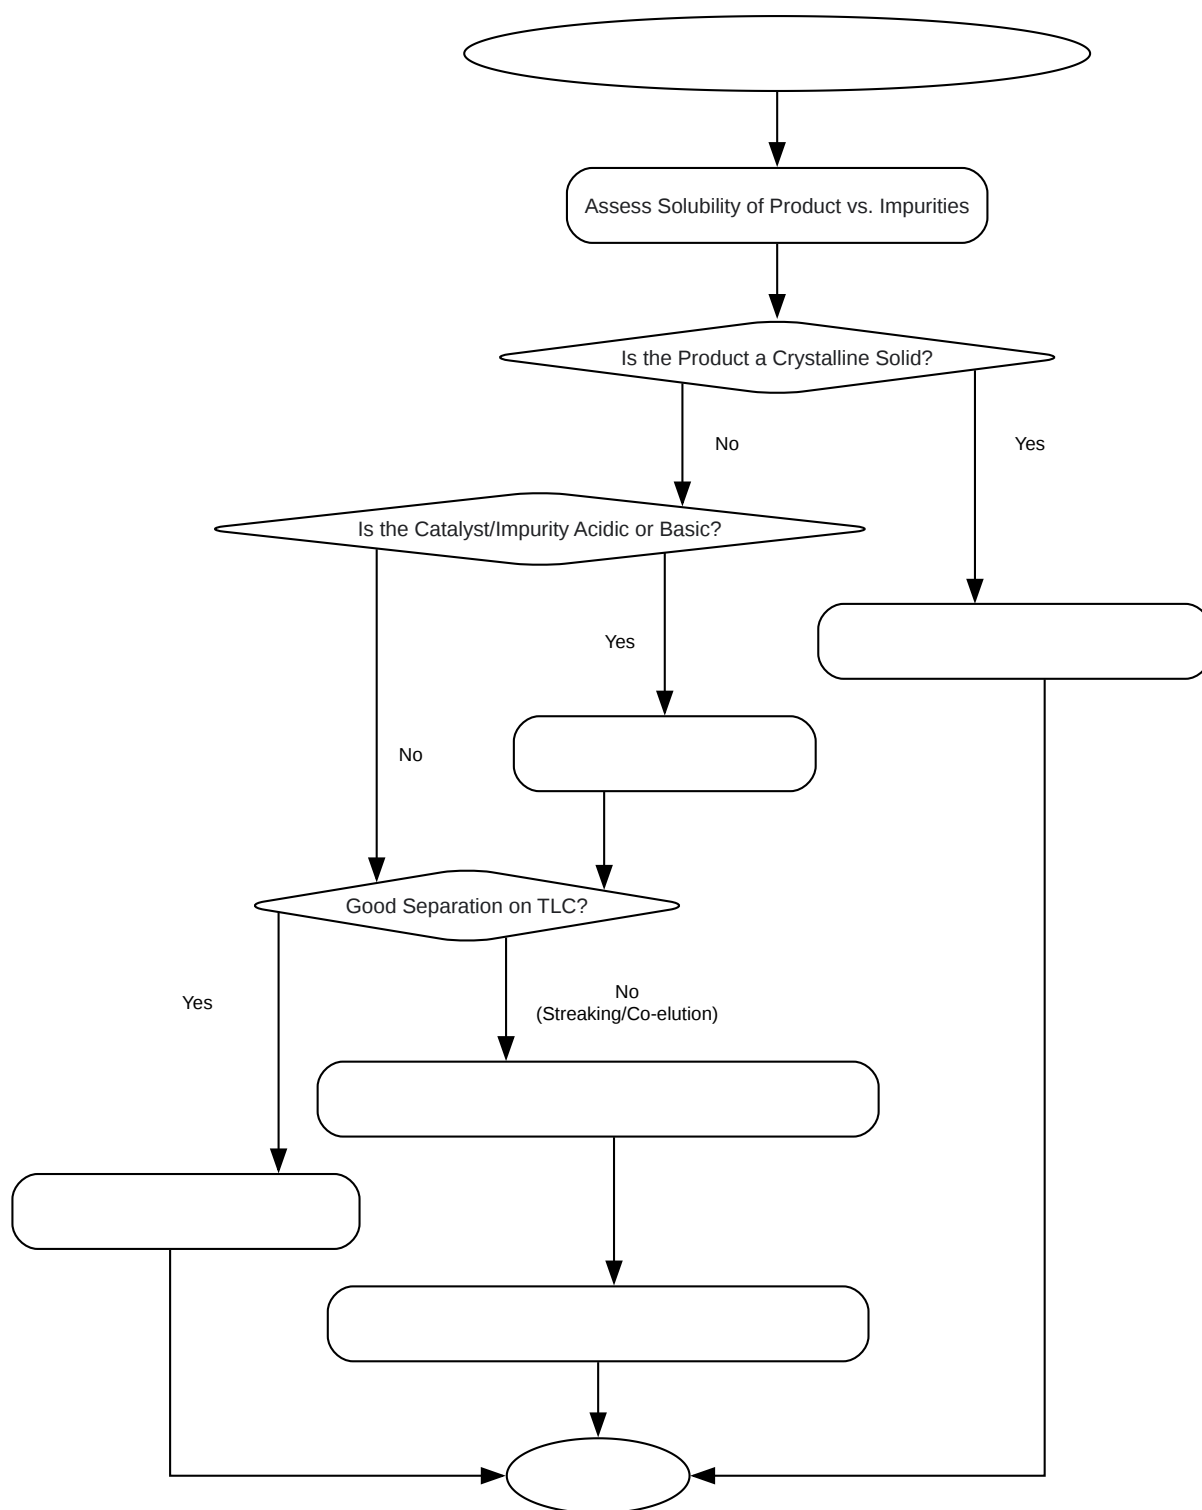 Assess Solubility of Product vs. Impurities
Is the Product a Crystalline Solid?
No
Yes
Is the Catalyst/Impurity Acidic or Basic?
Yes
No
Good Separation on TLC?
Yes
No
(Streaking/Co-elution)